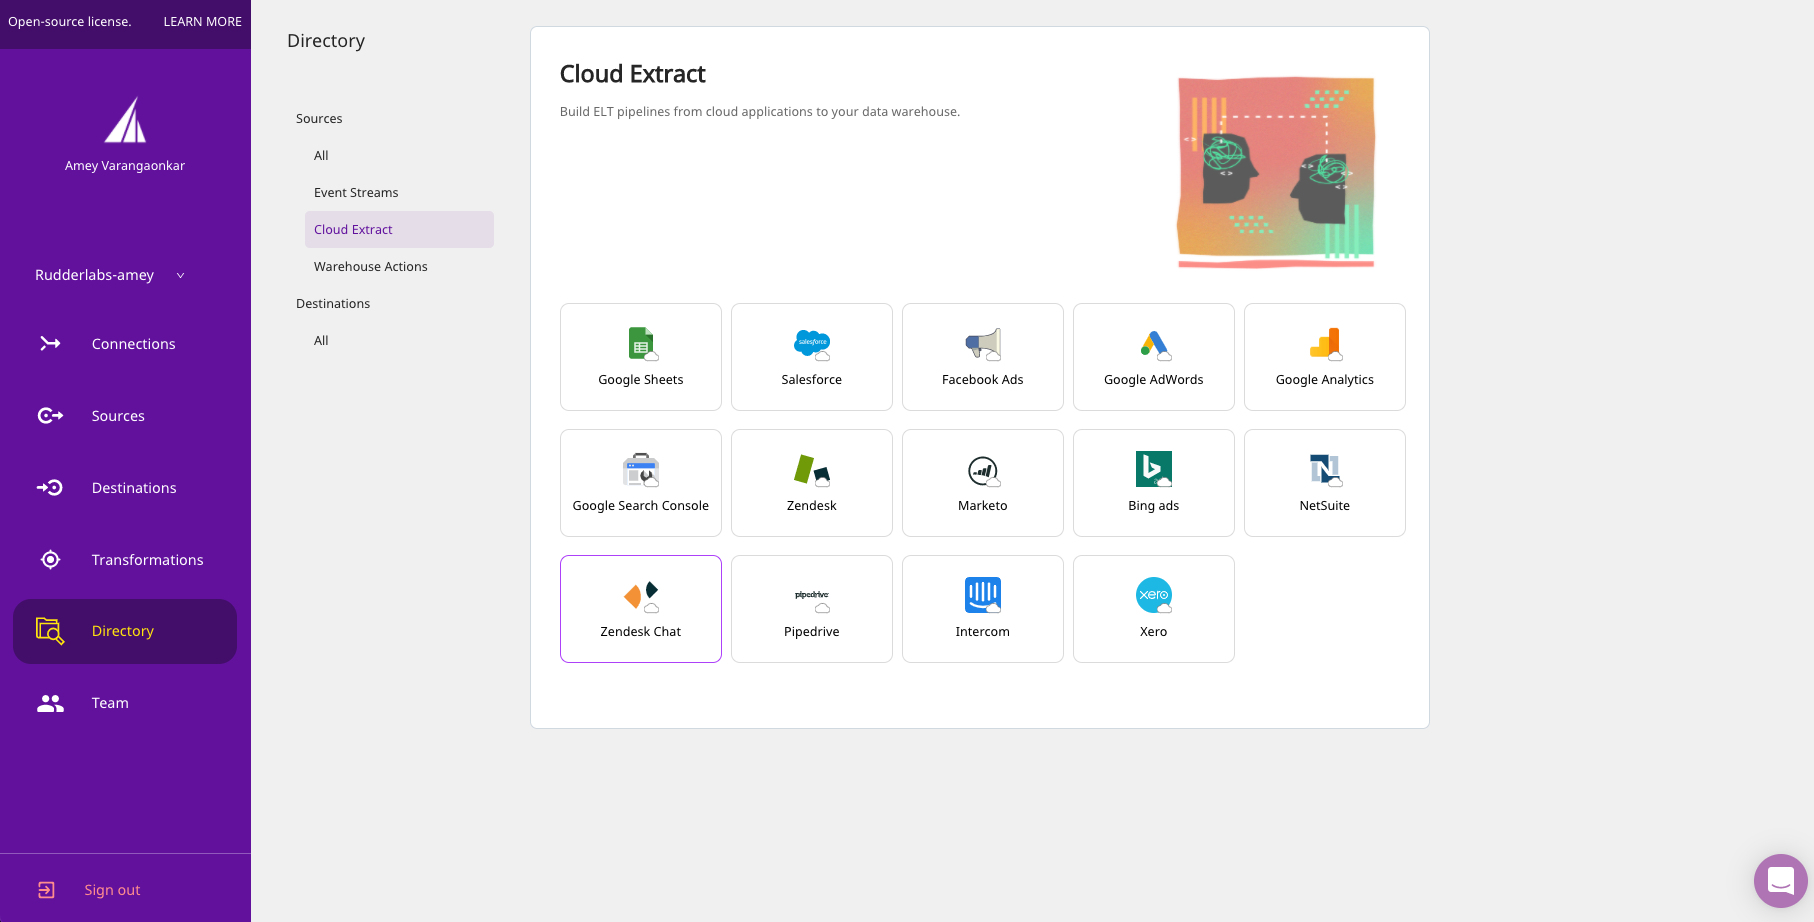 Open-source license. LEARN MORE
Amey Varangaonkar
Rudderlabs-amey
Connections
Sources
Destinations
Transformations
Directory
Team
Sign out
Directory
Sources
All
Event Streams
Cloud Extract
Warehouse Actions
Destinations
All
Cloud Extract
Build ELT pipelines from cloud applications to your data warehouse.
<>
<>
<>
<>
<>
salesforce
Google Sheets
Salesforce
Facebook Ads
Google AdWords
Google Analytics
N
Google Search Console
Zendesk
Marketo
Bing ads
NetSuite
pipedrive
xero
Zendesk Chat
Pipedrive
Intercom
Xero